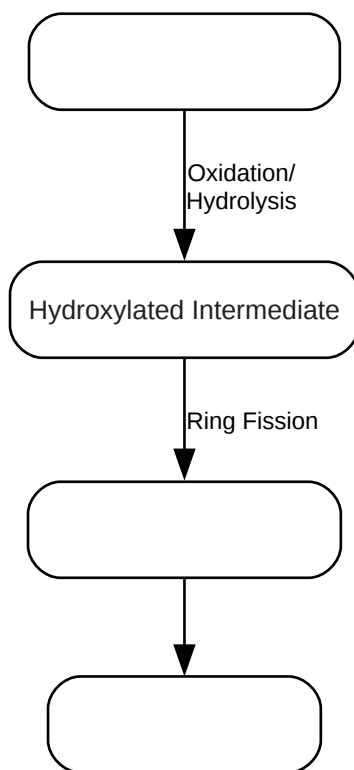 Oxidation/
Hydrolysis
Hydroxylated Intermediate
Ring Fission